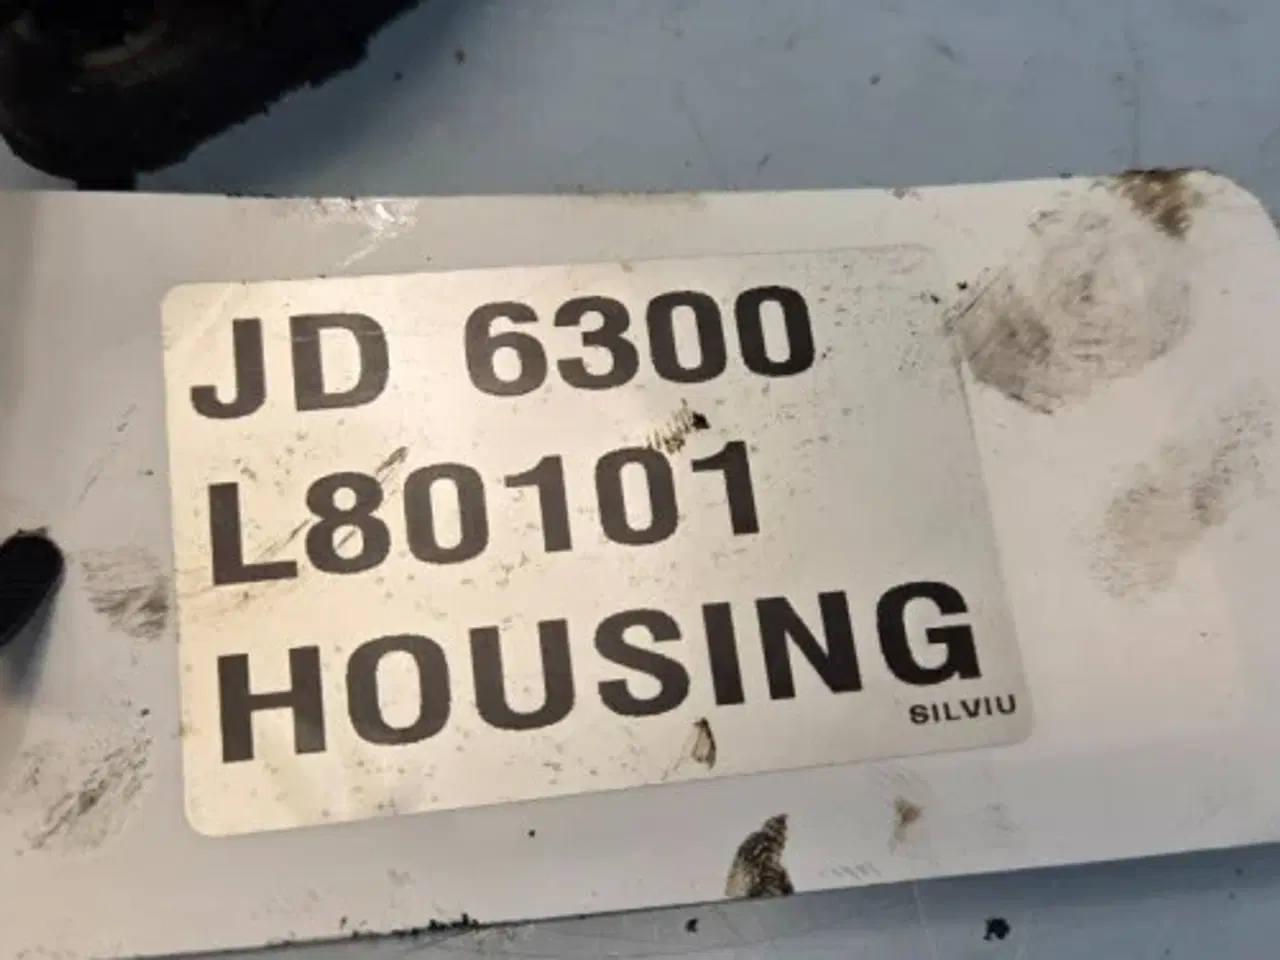 JD 6300
L80101
HOUSING
SILVIU